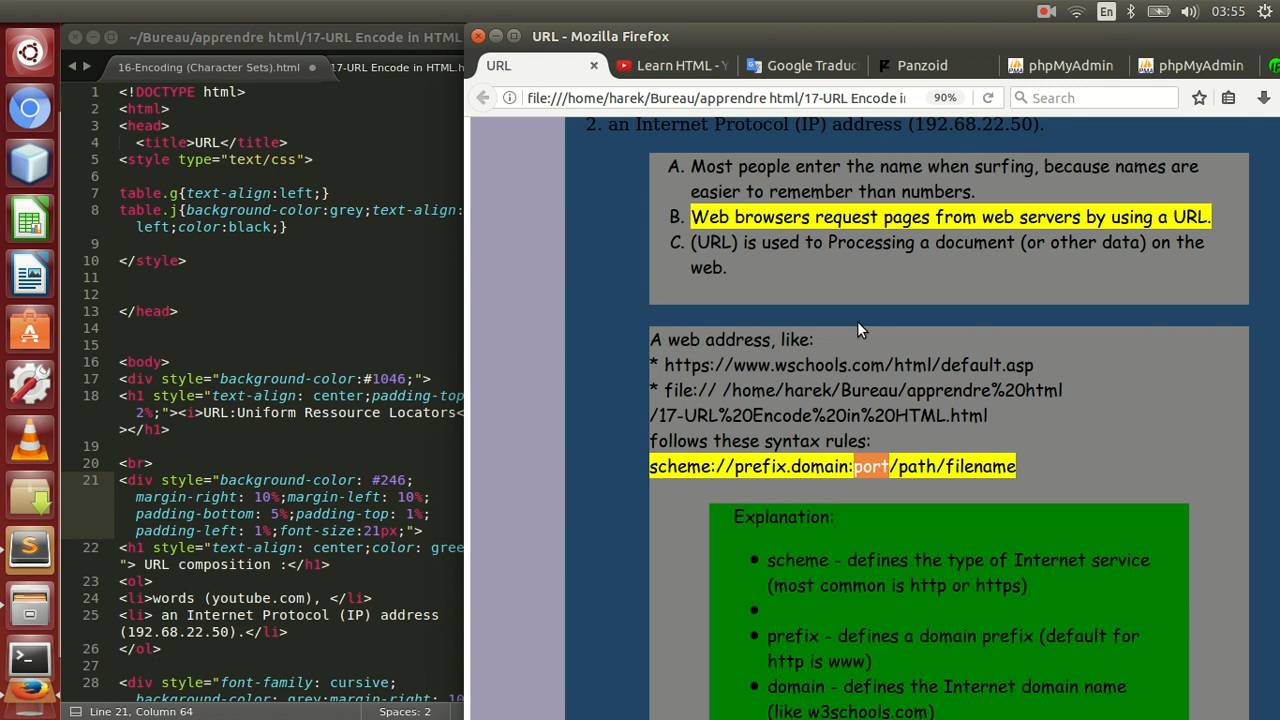 En
03:55
~/Bureau/apprendre html/17-URL Encode in HTML
16-Encoding (Character Sets).html
17-URL Encode in HTML.h
1 <!DOCTYPE html>
2 <html>
3 <head>
4 <title>URL</title>
5 <style type="text/css">
6
7 table.g{text-align:left;}
8 table.j{background-color:grey;text-align:
left;color:black;}
9
10 </style>
11
12
13 </head>
14
15
16 <body>
17 <div style="background-color:#1046;">
18 <h1 style="text-align: center;padding-top
2%;"><i>URL:Uniform Ressource Locators<
></h1>
19
20 <br>
21 <div style="background-color: #246;
margin-right: 10%;margin-left: 10%;
padding-bottom: 5%;padding-top: 1%;
padding-left: 1%;font-size:21px;">
22 <h1 style="text-align: center;color: gree
"> URL composition :</h1>
23 <ol>
24 <li>words (youtube.com), </li>
25 <li> an Internet Protocol (IP) address
(192.68.22.50).</li>
26 </ol>
27
28 <div style="font-family: cursive;
background-color: grey;margin-right: 10
Line 21, Column 64
Spaces: 2
URL - Mozilla Firefox
URL
Learn HTML - Y
Google Traduc
Panzoid
phpMyAdmin
phpMyAdmin
file:///home/harek/Bureau/apprendre html/17-URL Encode i
90%
Search
2. an Internet Protocol (IP) address (192.68.22.50).
A. Most people enter the name when surfing, because names are
easier to remember than numbers.
B. Web browsers request pages from web servers by using a URL.
C. (URL) is used to Processing a document (or other data) on the
web.
A web address, like:
* https://www.wschools.com/html/default.asp
* file:// /home/harek/Bureau/apprendre%20html
/17-URL%20Encode%20in%20HTML.html
follows these syntax rules:
scheme://prefix.domain:port/path/filename
Explanation:
• scheme - defines the type of Internet service
(most common is http or https)
•
• prefix - defines a domain prefix (default for
http is www)
• domain - defines the Internet domain name
(like w3schools.com)